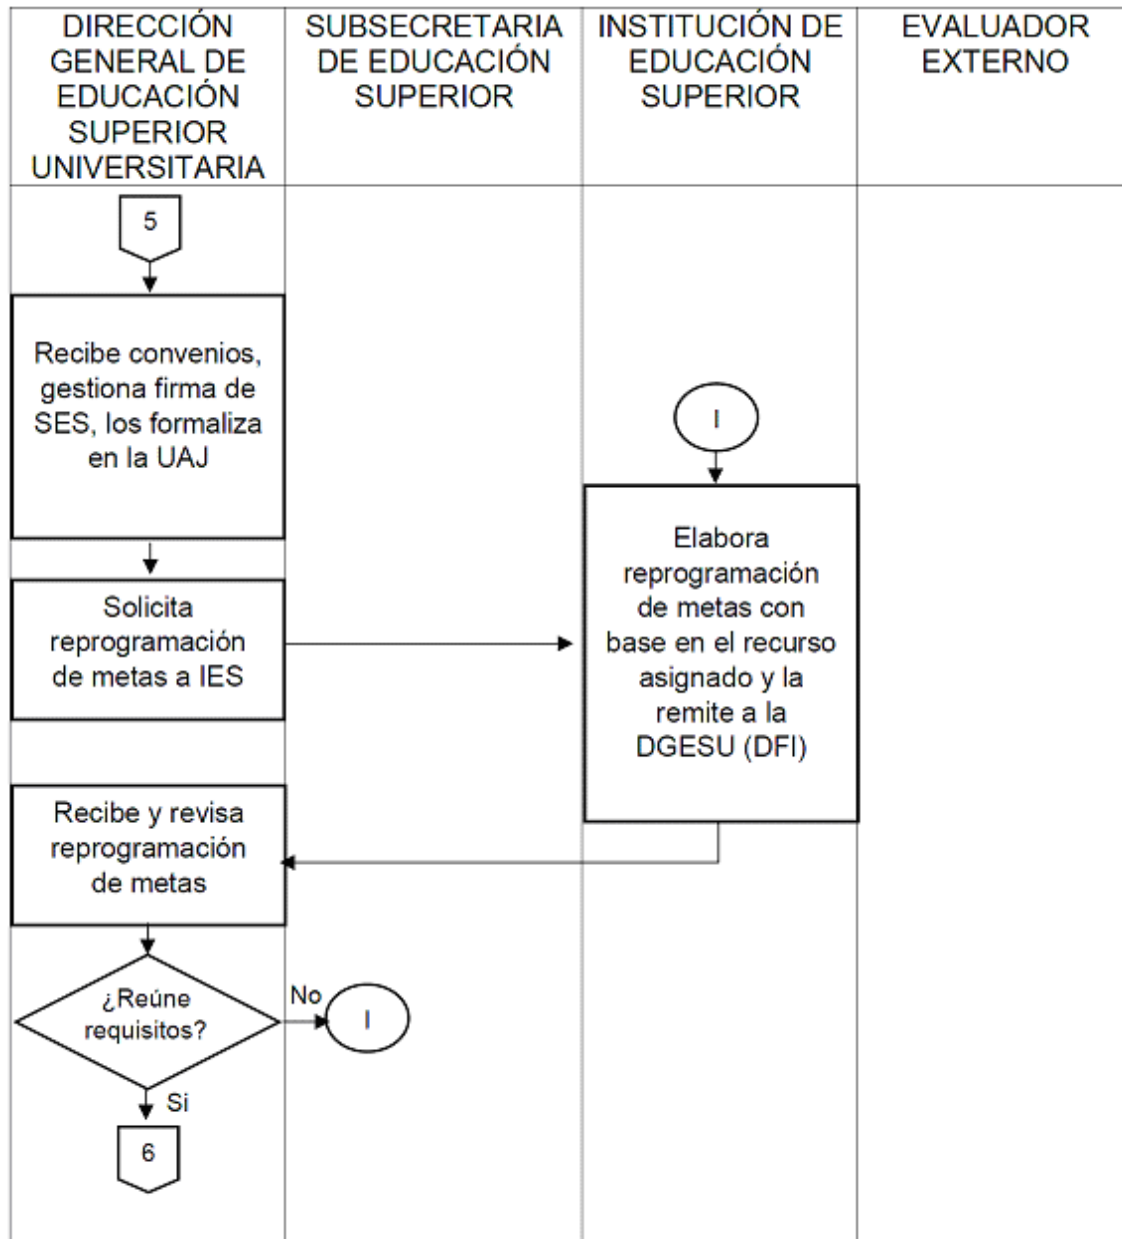 DIRECCIÓN
GENERAL DE
EDUCACIÓN
SUPERIOR
UNIVERSITARIA
SUBSECRETARIA
DE EDUCACIÓN
SUPERIOR
INSTITUCIÓN DE
EDUCACIÓN
SUPERIOR
EVALUADOR
EXTERNO
5
Recibe convenios,
gestiona firma de
SES, los formaliza
en la UAJ
Solicita
reprogramación
de metas a IES
I
Elabora
reprogramación
de metas con
base en el recurso
asignado y la
remite a la
DGESU (DFI)
Recibe y revisa
reprogramación
de metas
¿Reúne
requisitos?
No
I
Si
6